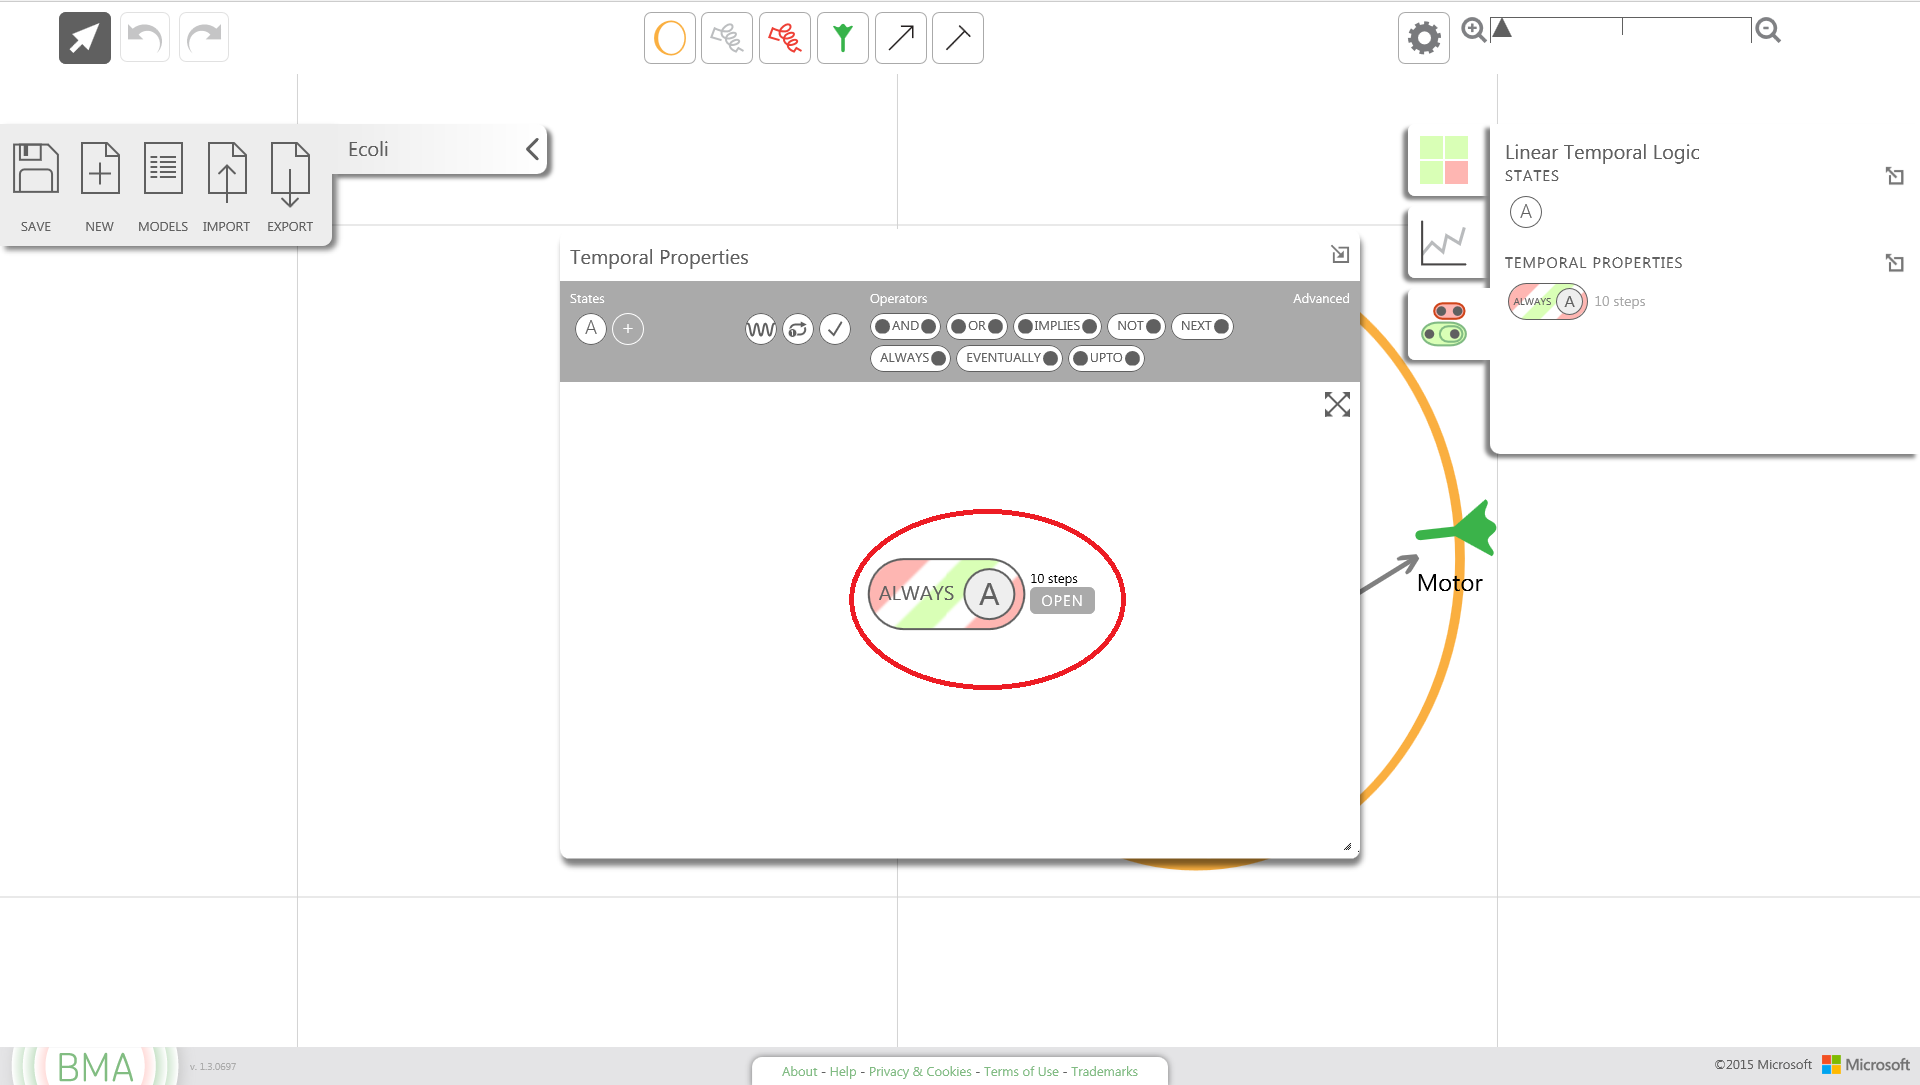 Ecoli
SAVE NEW MODELS IMPORT EXPORT
Linear Temporal Logic
STATES
A
TEMPORAL PROPERTIES
ALWAYS A 10 steps
Temporal Properties
States Operators Advanced
A + AND OR IMPLIES NOT NEXT
ALWAYS EVENTUALLY UPTO
ALWAYS A 10 steps
OPEN
Motor
BMA v. 1.3.0697
About - Help - Privacy & Cookies - Terms of Use - Trademarks
©2015 Microsoft Microsoft